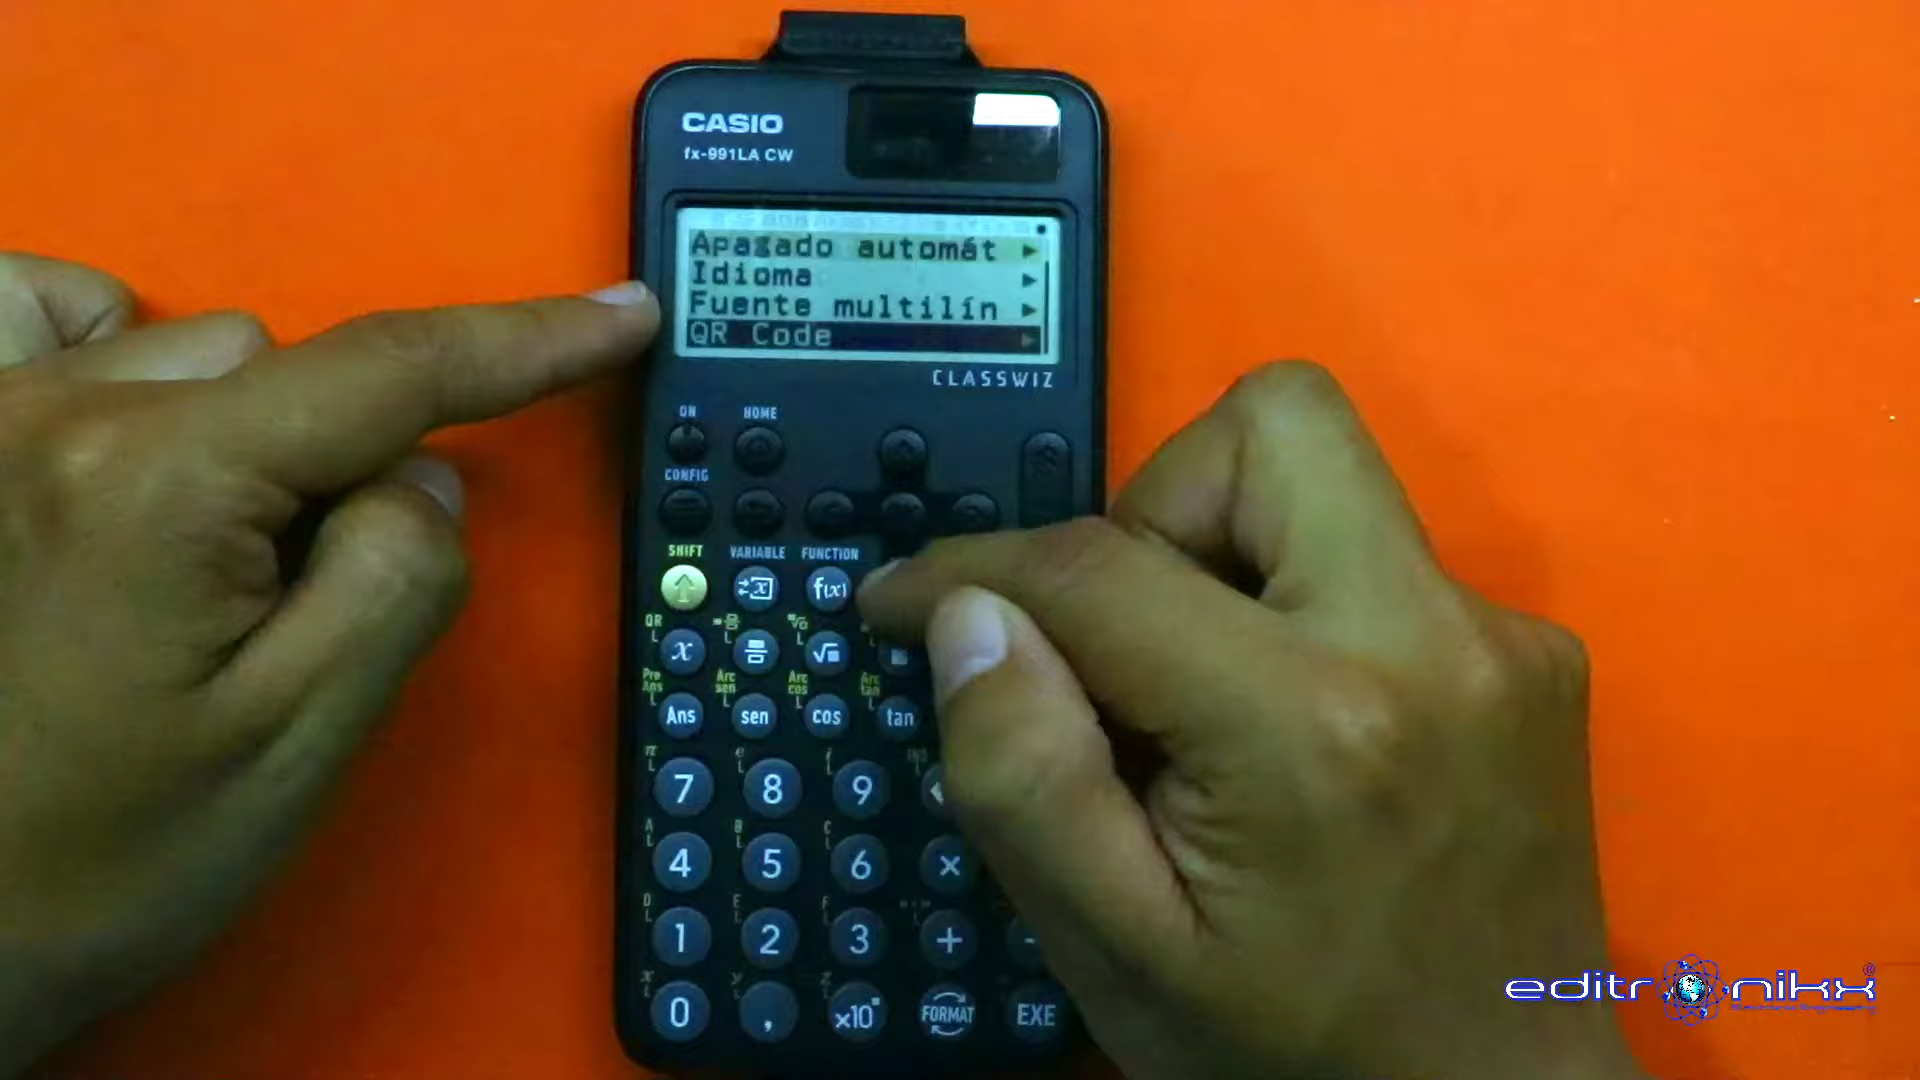 CASIO
fx-991LA CW
Apagado automát ▶
Idioma ▶
Fuente multilín ▶
QR Code ▶
CLASSWIZ
ON HOME
CONFIG
SHIFT VARIABLE FUNCTION
x f(x)
QR
x √
Pre Ans Arc sen Arc cos Arc tan
Ans sen cos tan
π e i INS
7 8 9
A B C
4 5 6 ×
D E F
1 2 3 + -
x y z
0 , ×10 FORMAT EXE
editronikx®